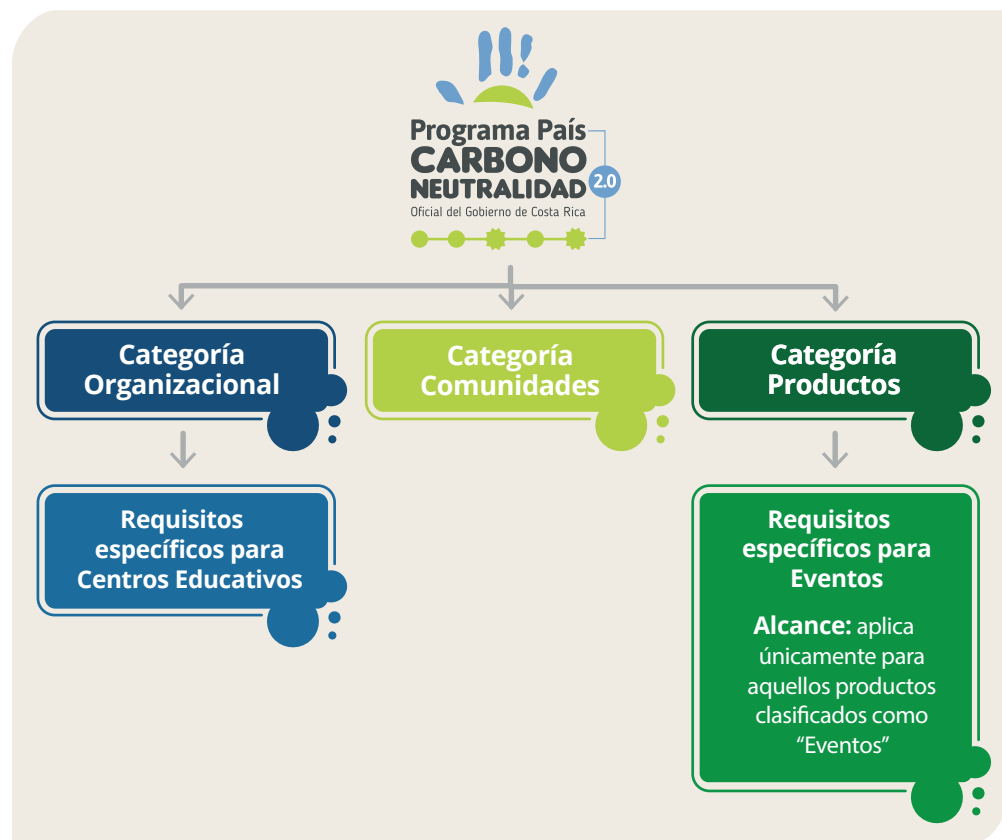 Programa País
CARBONO
NEUTRALIDAD
2.0
Oficial del Gobierno de Costa Rica
Categoría
Organizacional
Categoría
Comunidades
Categoría
Productos
Requisitos
específicos para
Centros Educativos
Requisitos
específicos para
Eventos
Alcance: aplica
únicamente para
aquellos productos
clasificados como
“Eventos”